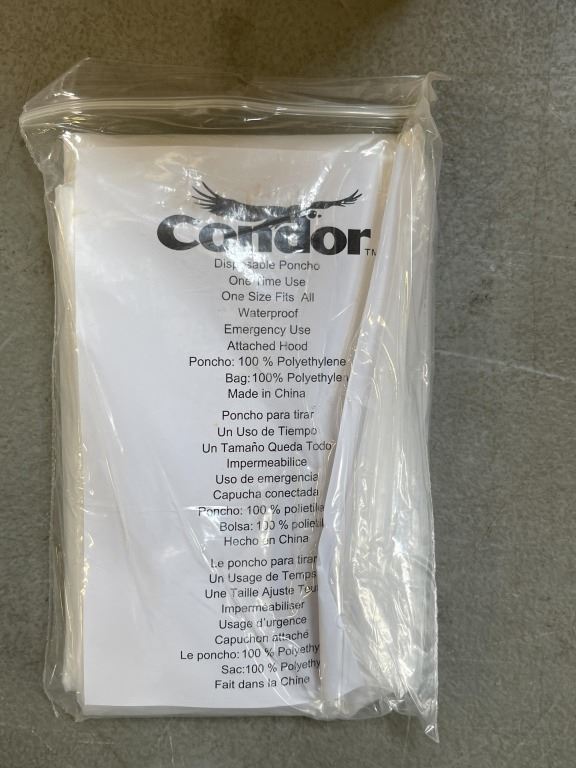 Condor TM
Disposable Poncho
One Time Use
One Size Fits All
Waterproof
Emergency Use
Attached Hood
Poncho: 100 % Polyethylene
Bag:100% Polyethyle
Made in China
Poncho para tirar
Un Uso de Tiempo
Un Tamaño Queda Todo
Impermeabilice
Uso de emergencia
Capucha conectada
Poncho: 100 % polietile
Bolsa: 100 % polietil
Hecho en China
Le poncho para tirar
Un Usage de Temps
Une Taille Ajuste Tou
Impermeabiliser
Usage d'urgence
Capuchon attaché
Le poncho: 100 % Polyethy
Sac:100 % Polyethy
Fait dans la Chine